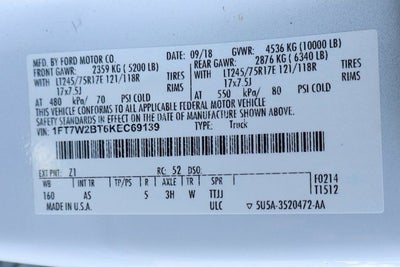 MFD. BY FORD MOTOR CO. 09/18 GVWR: 4536 KG (10000 LB)
FRONT GAWR: 2359 KG (5200 LB) REAR GAWR: 2876 KG (6340 LB)
LT245/75R17E 121/118R TIRES LT245/75R17E 121/118R TIRES
17x7.5J RIMS 17x7.5J RIMS
AT 480 kPa/ 70 PSI COLD AT 550 kPa/ 80 PSI COLD
THIS VEHICLE CONFORMS TO ALL APPLICABLE FEDERAL MOTOR VEHICLE
SAFETY STANDARDS IN EFFECT ON THE DATE OF MANUFACTURE SHOWN ABOVE.
VIN: 1FT7W2BT6KEC69139 TYPE: Truck
EXT PNT: Z1 RC: 52 DSO:
WB INT TR TP/PS R AXLE TR SPR F0214
160 AS 5 3H W TTJJ T1512
MADE IN U.S.A. ULC ▽ 5U5A-3520472-AA